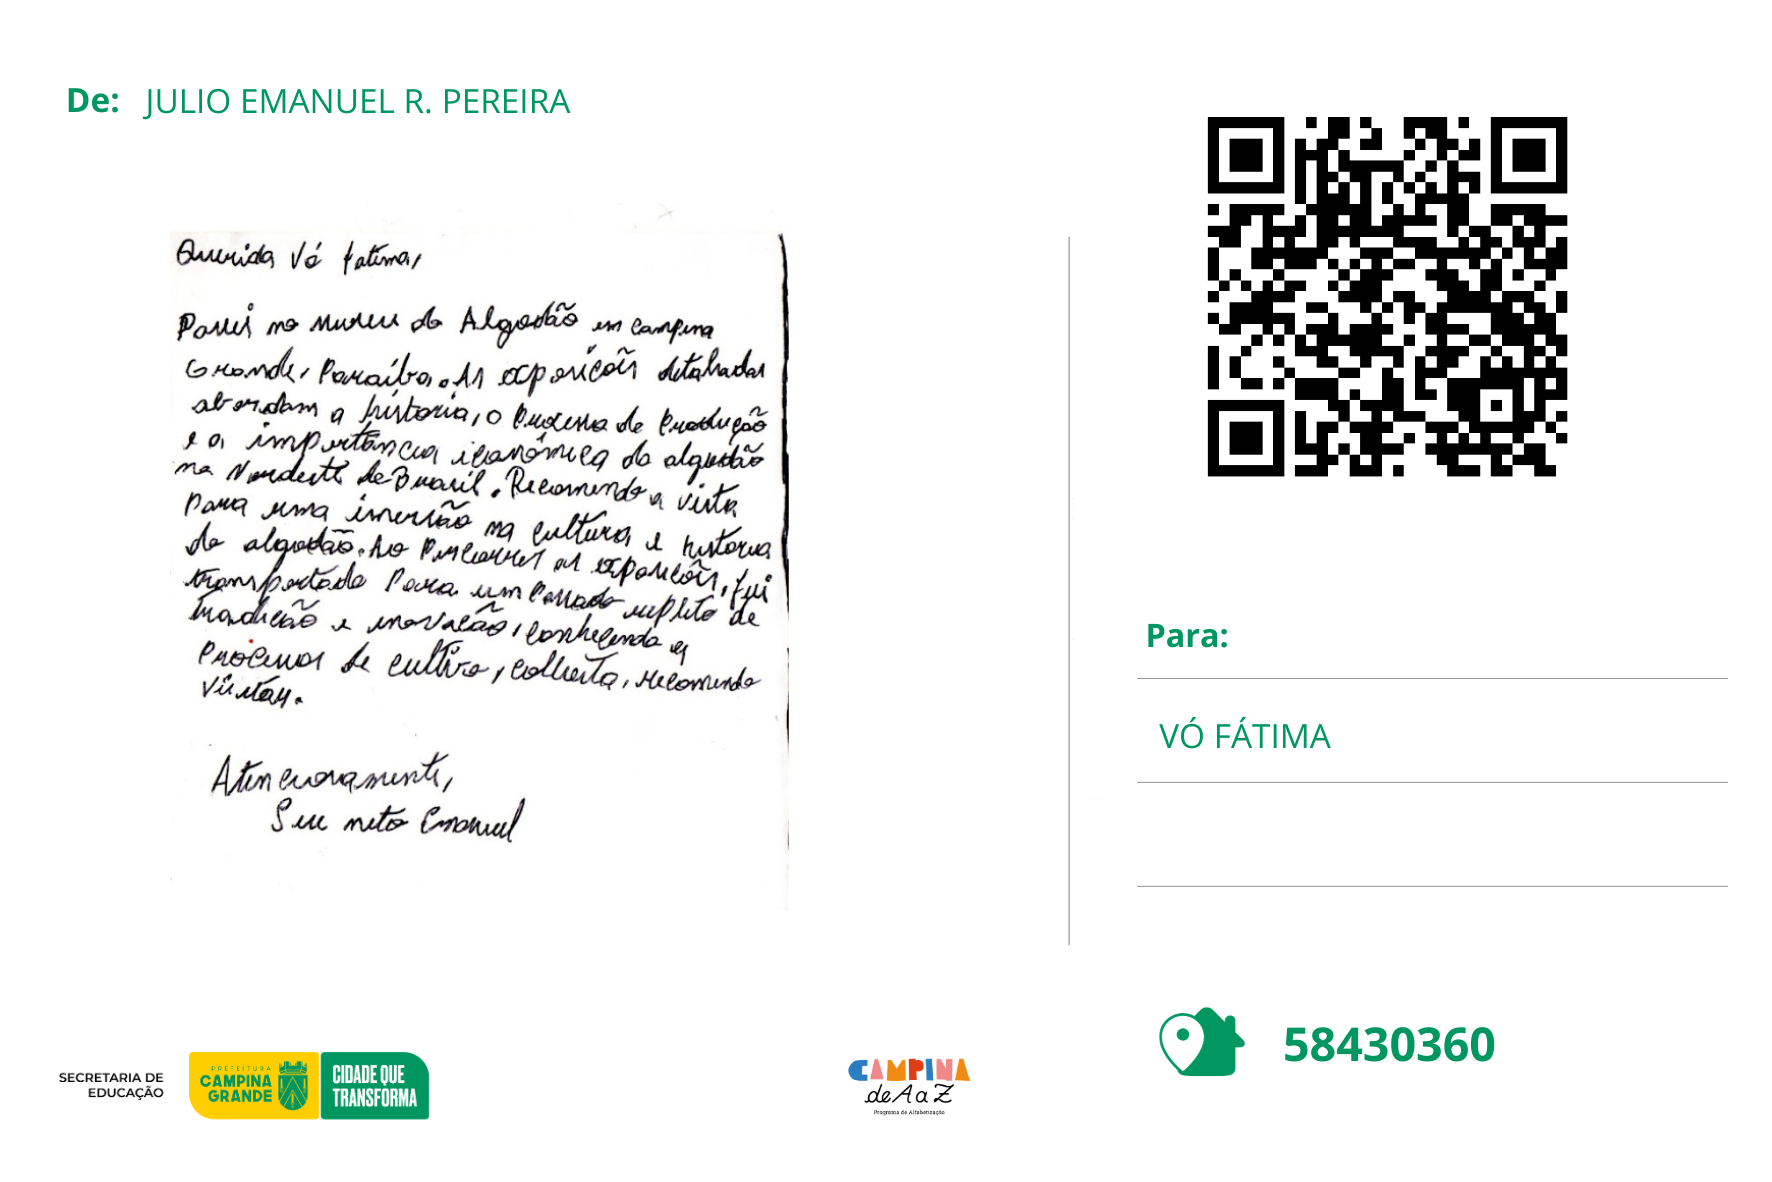 De: JULIO EMANUEL R. PEREIRA
Querida Vó Fatima,
Passei no Museu do Algodão em Campina
Grande, Paraíba. As exposições detalhadas
abordam a história, o processo de produção
e a importância econômica do algodão
no Nordeste do Brasil. Recomendo a visita
para uma imersão na cultura e historia
do algodão. Ao percorrer as exposicões, fui
transportado para um passado repleto de
tradição e inovação, conhecendo os
processos de cultivo, colheita, recomendo
visitar.
Atenciosamente,
Seu neto Emanuel
Para:
VÓ FÁTIMA
58430360
SECRETARIA DE
EDUCAÇÃO
PREFEITURA
CAMPINA
GRANDE
CIDADE QUE
TRANSFORMA
CAMPINA
de A a Z
Programa de Alfabetização